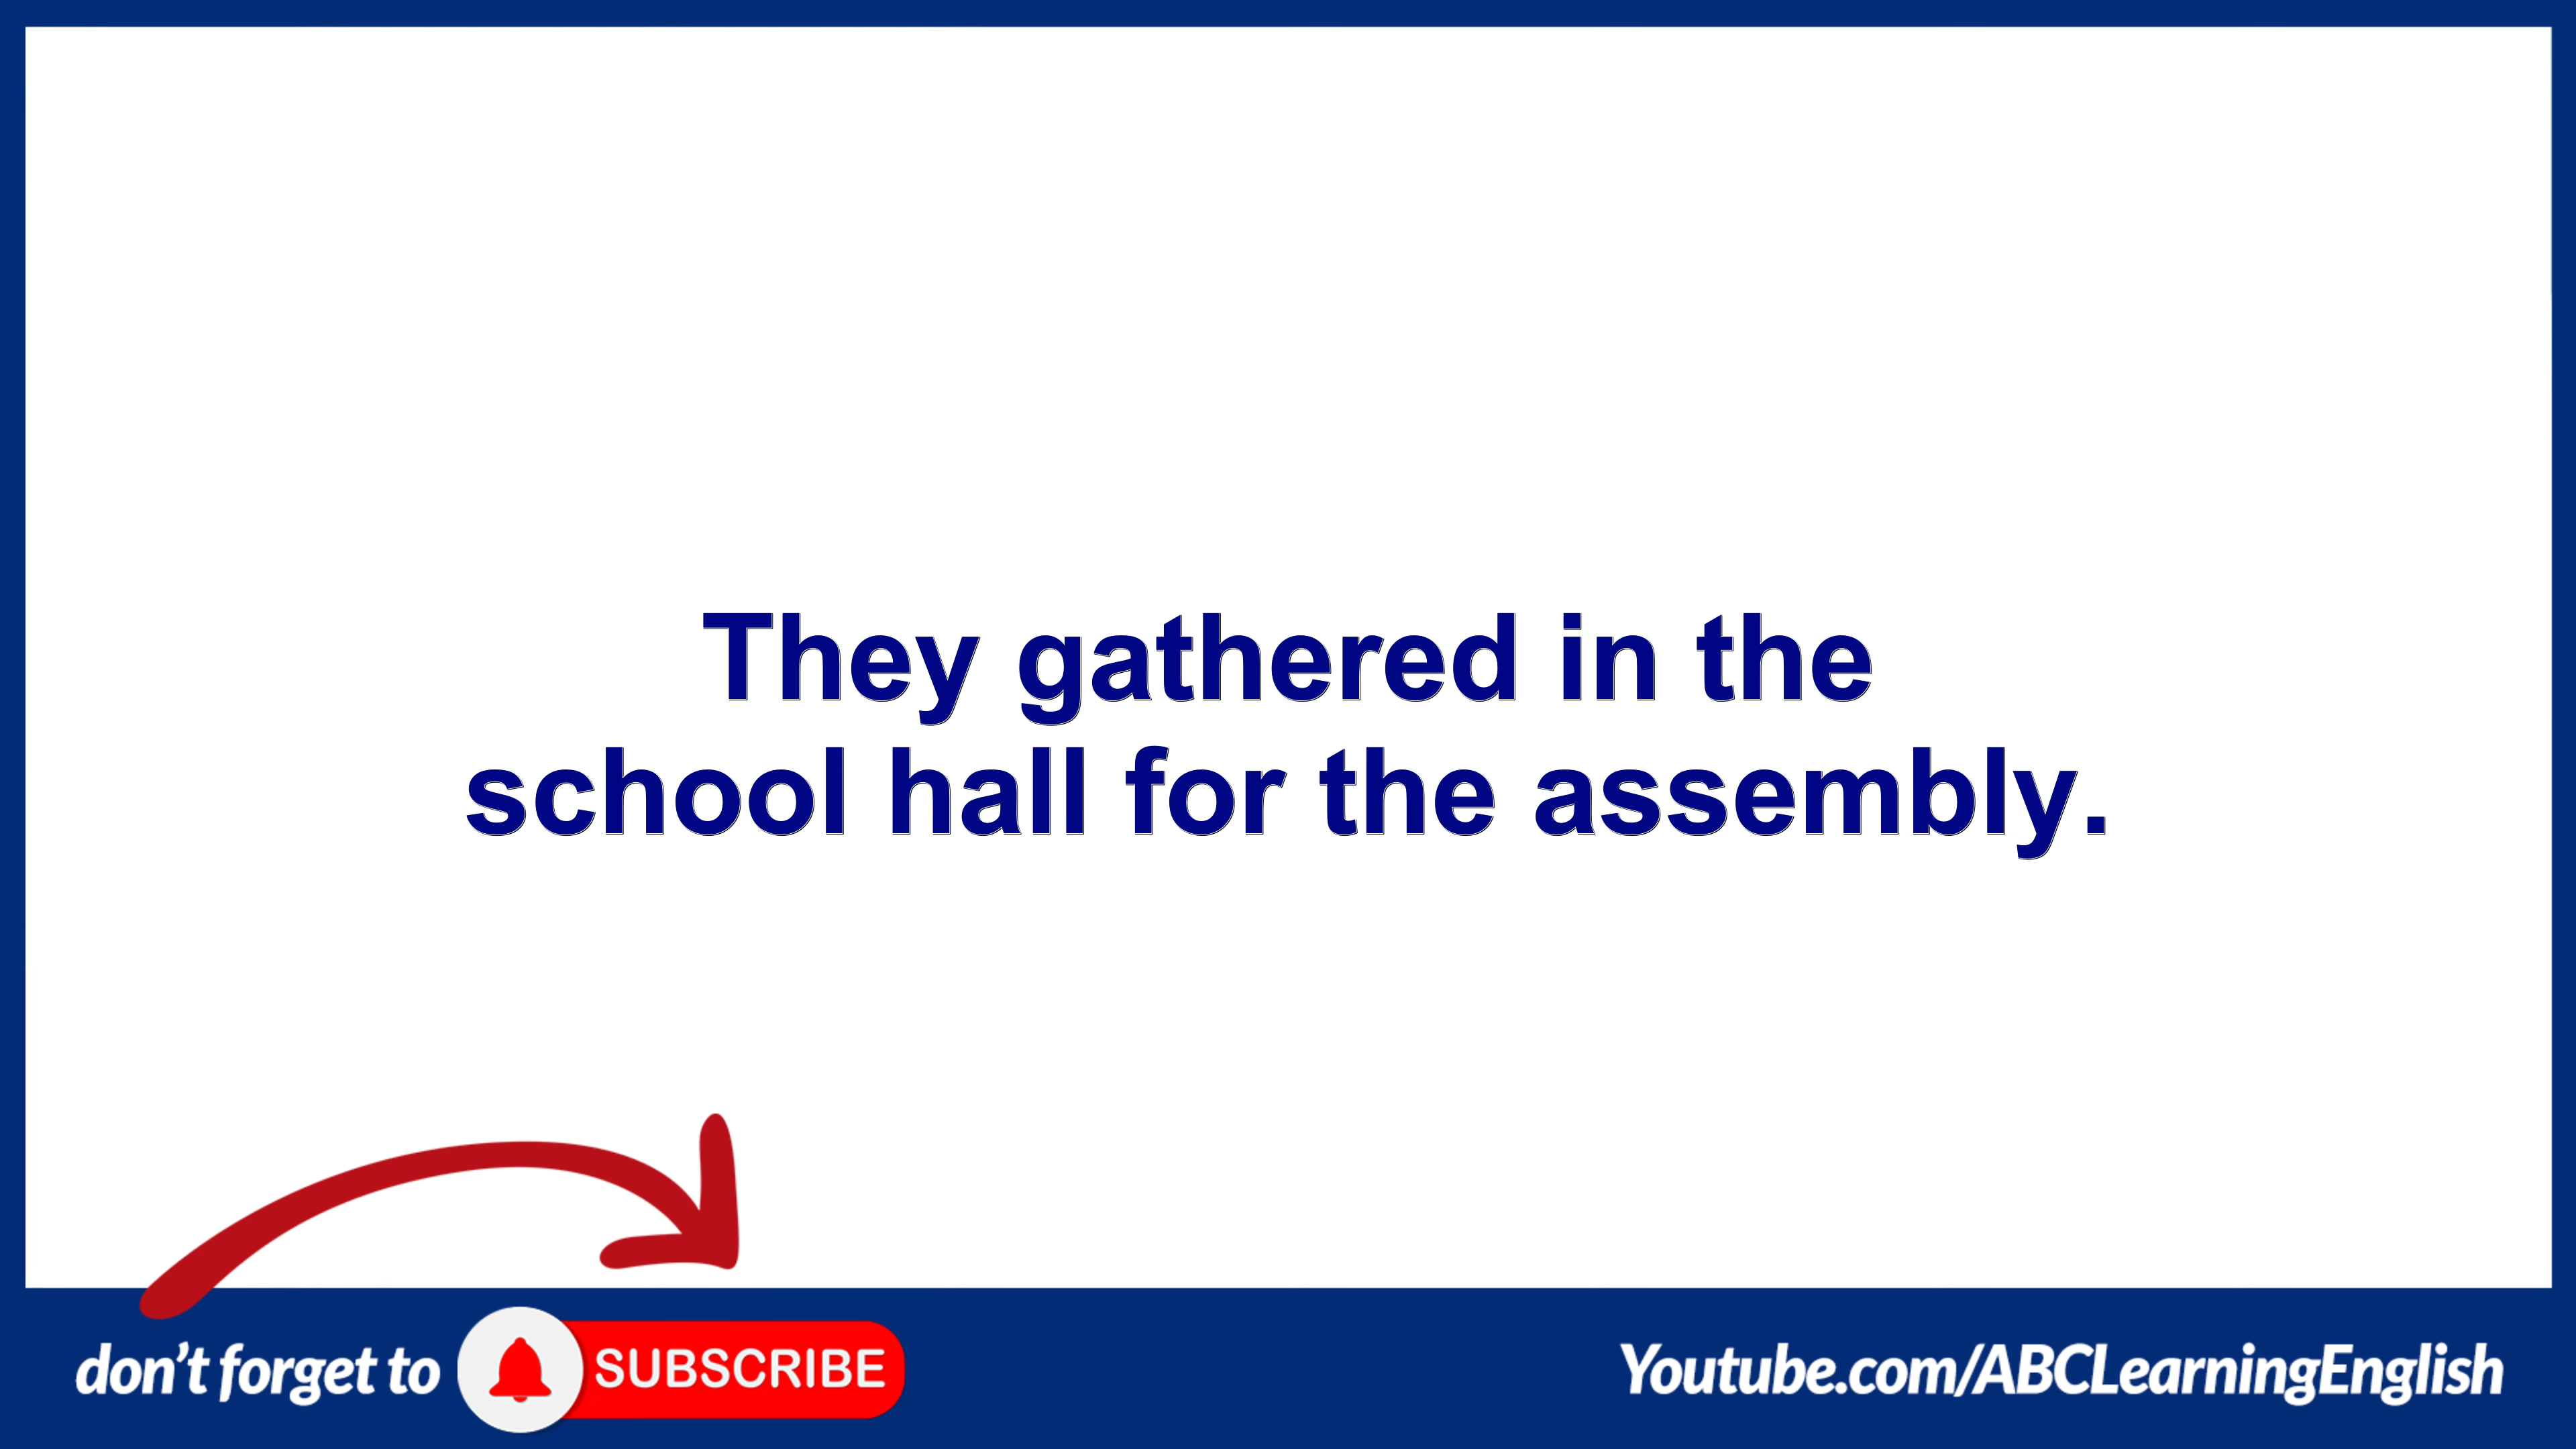 They gathered in the
school hall for the assembly.
don't forget to SUBSCRIBE
Youtube.com/ABCLearningEnglish